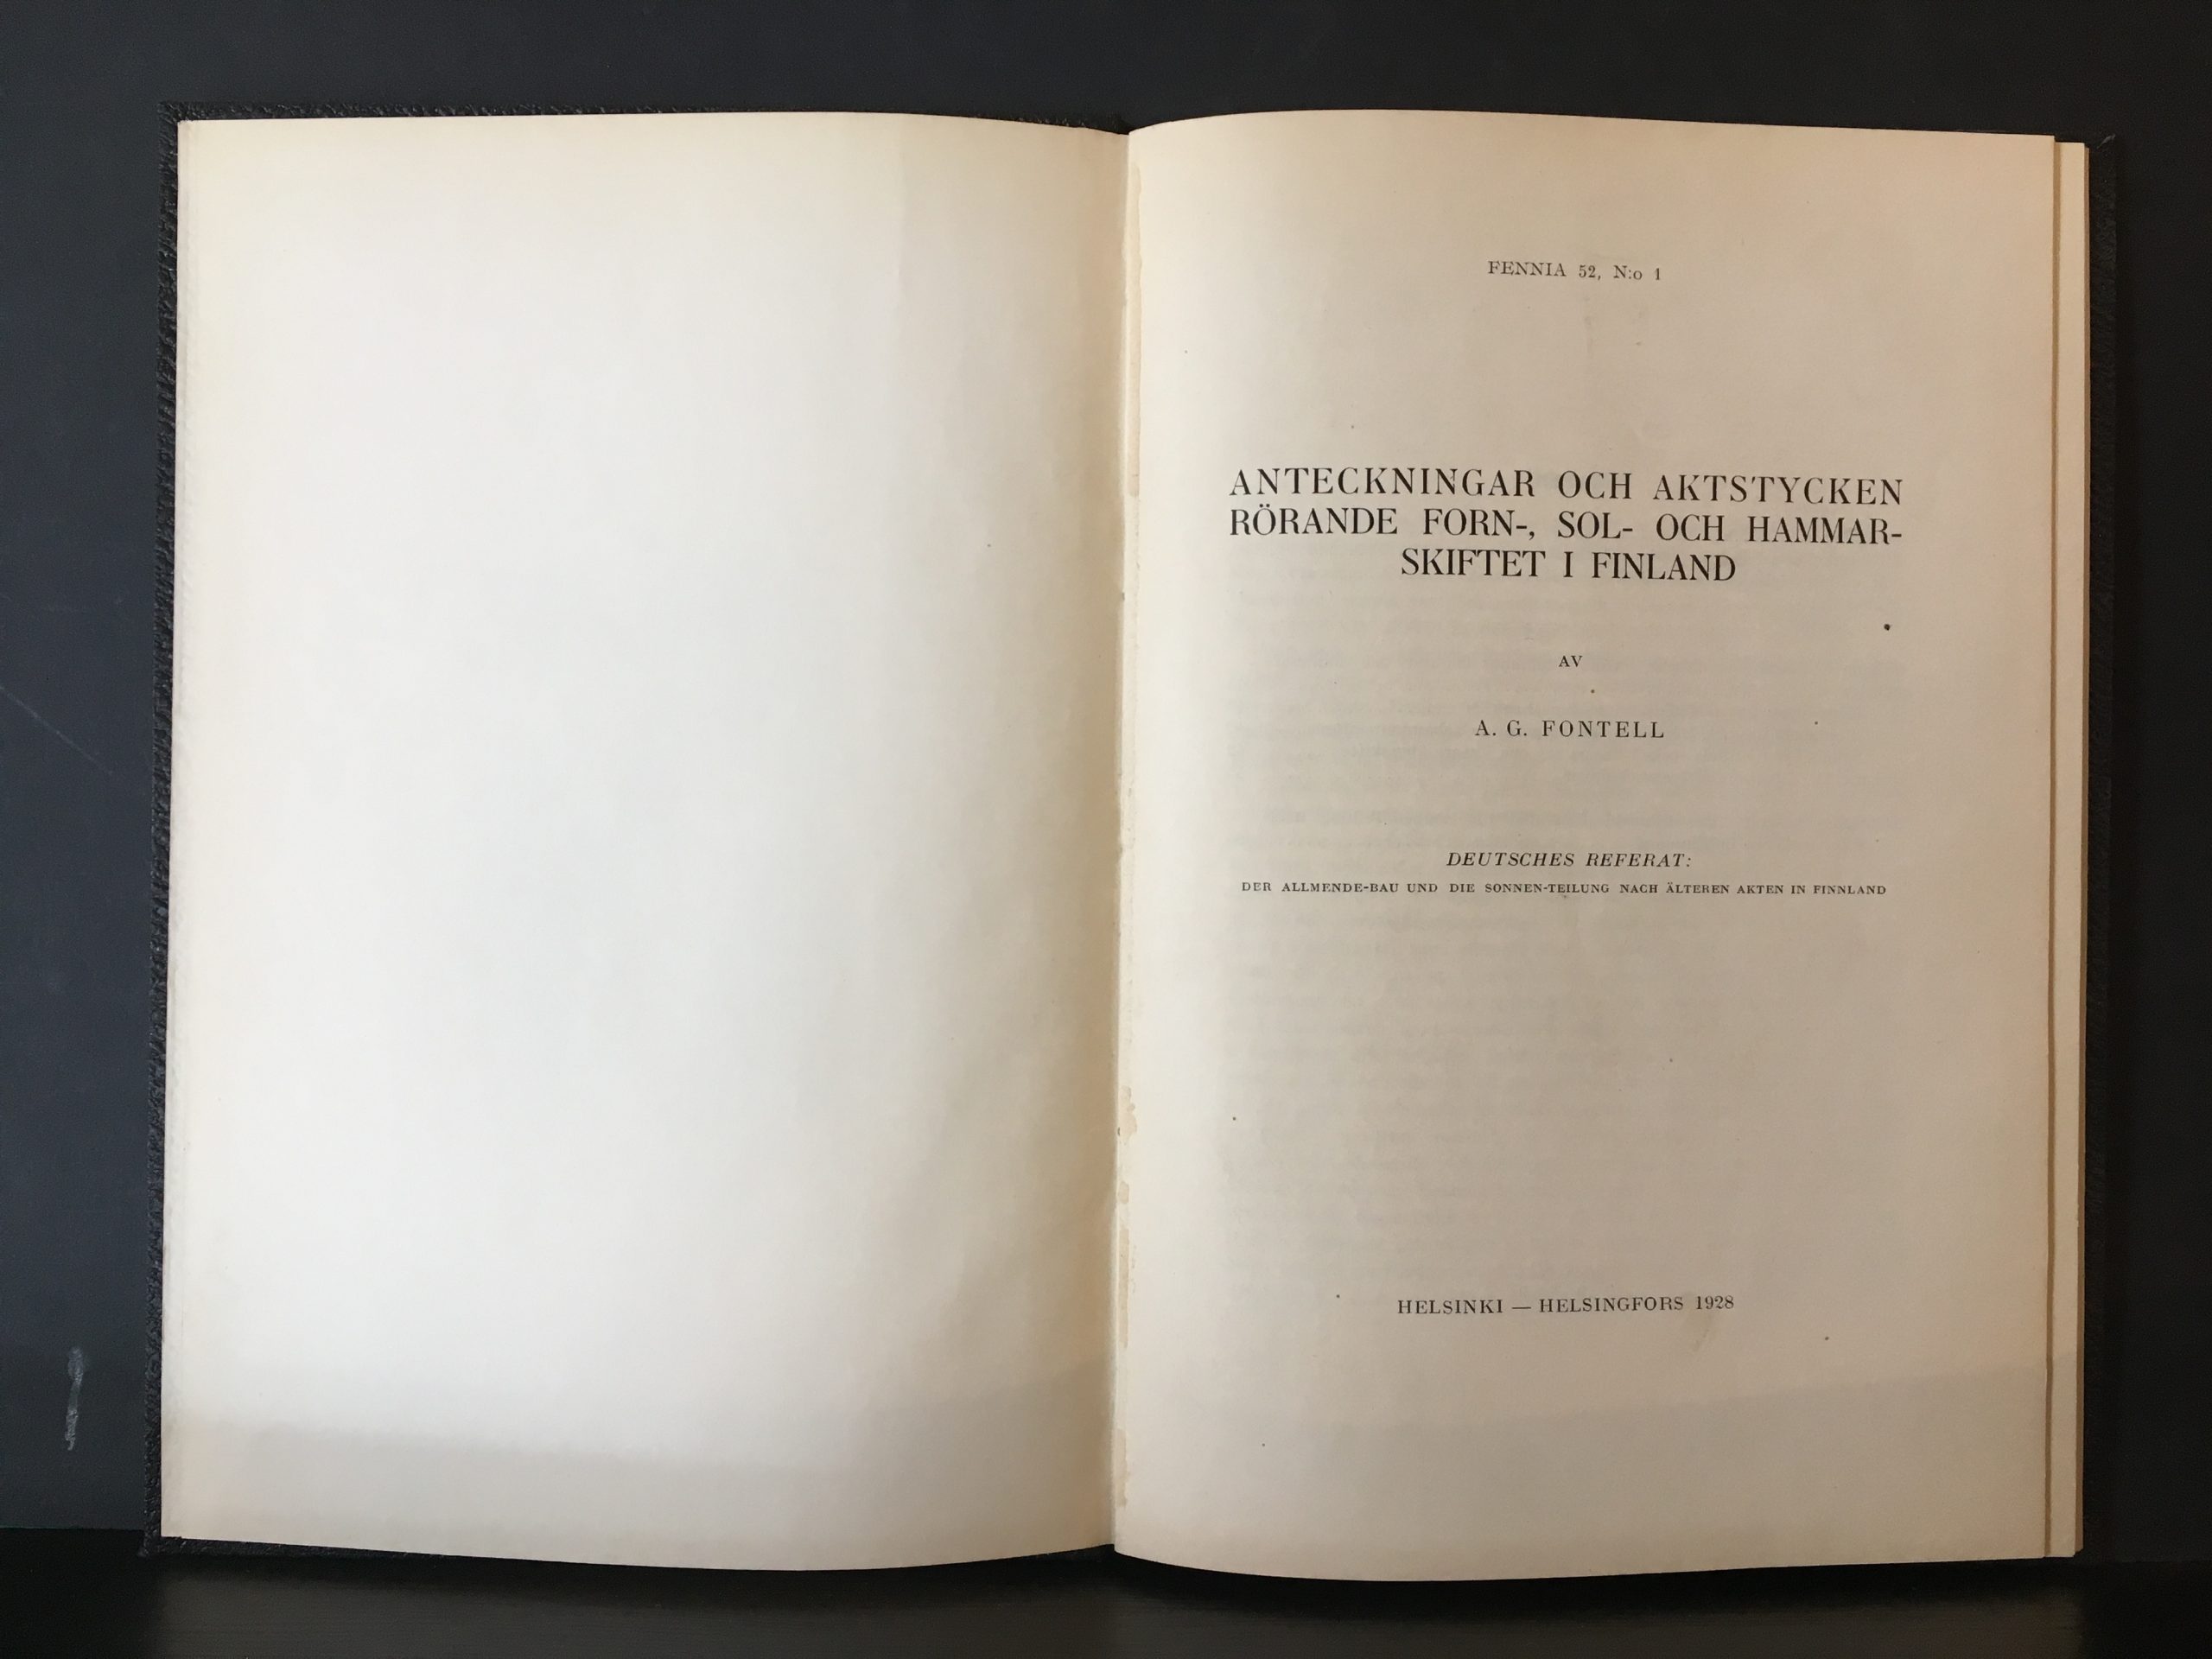 FENNIA 52, N:o 1
ANTECKNINGAR OCH AKTSTYCKEN
RÖRANDE FORN-, SOL- OCH HAMMAR-
SKIFTET I FINLAND
AV
A. G. FONTELL
DEUTSCHES REFERAT:
DER ALLMENDE-BAU UND DIE SONNEN-TEILUNG NACH ÄLTEREN AKTEN IN FINNLAND
HELSINKI — HELSINGFORS 1928